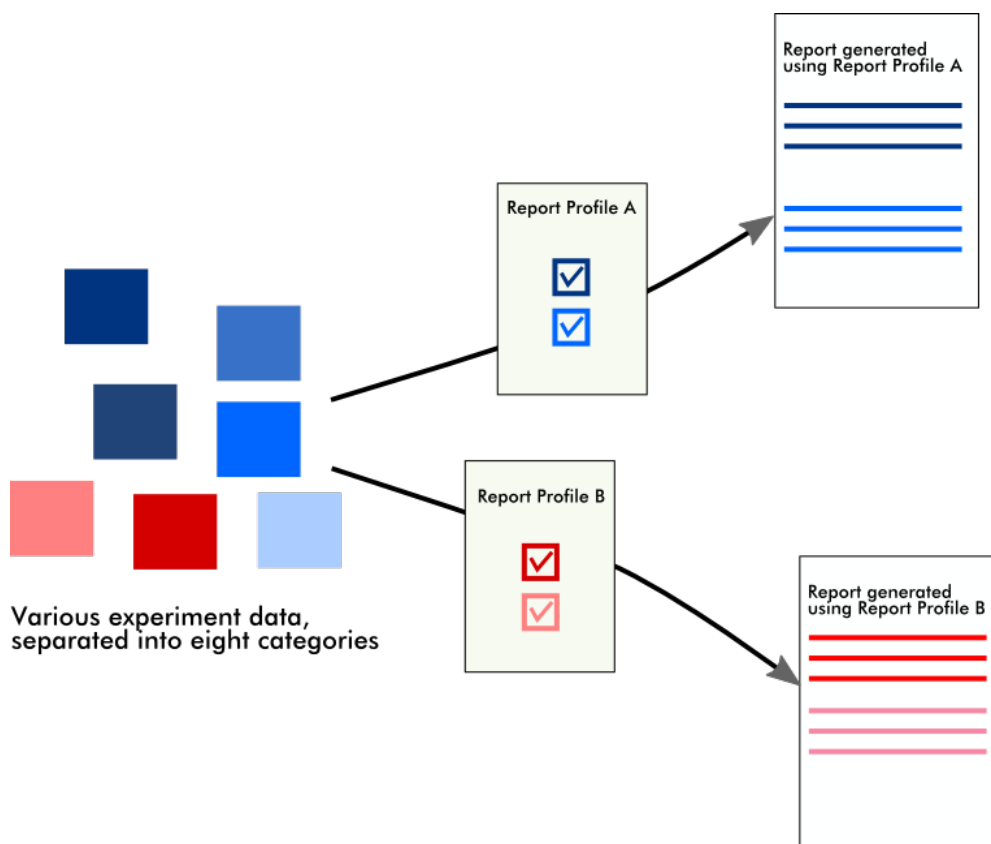 Report generated
using Report Profile A
Report Profile A
Report Profile B
Various experiment data,
separated into eight categories
Report generated
using Report Profile B